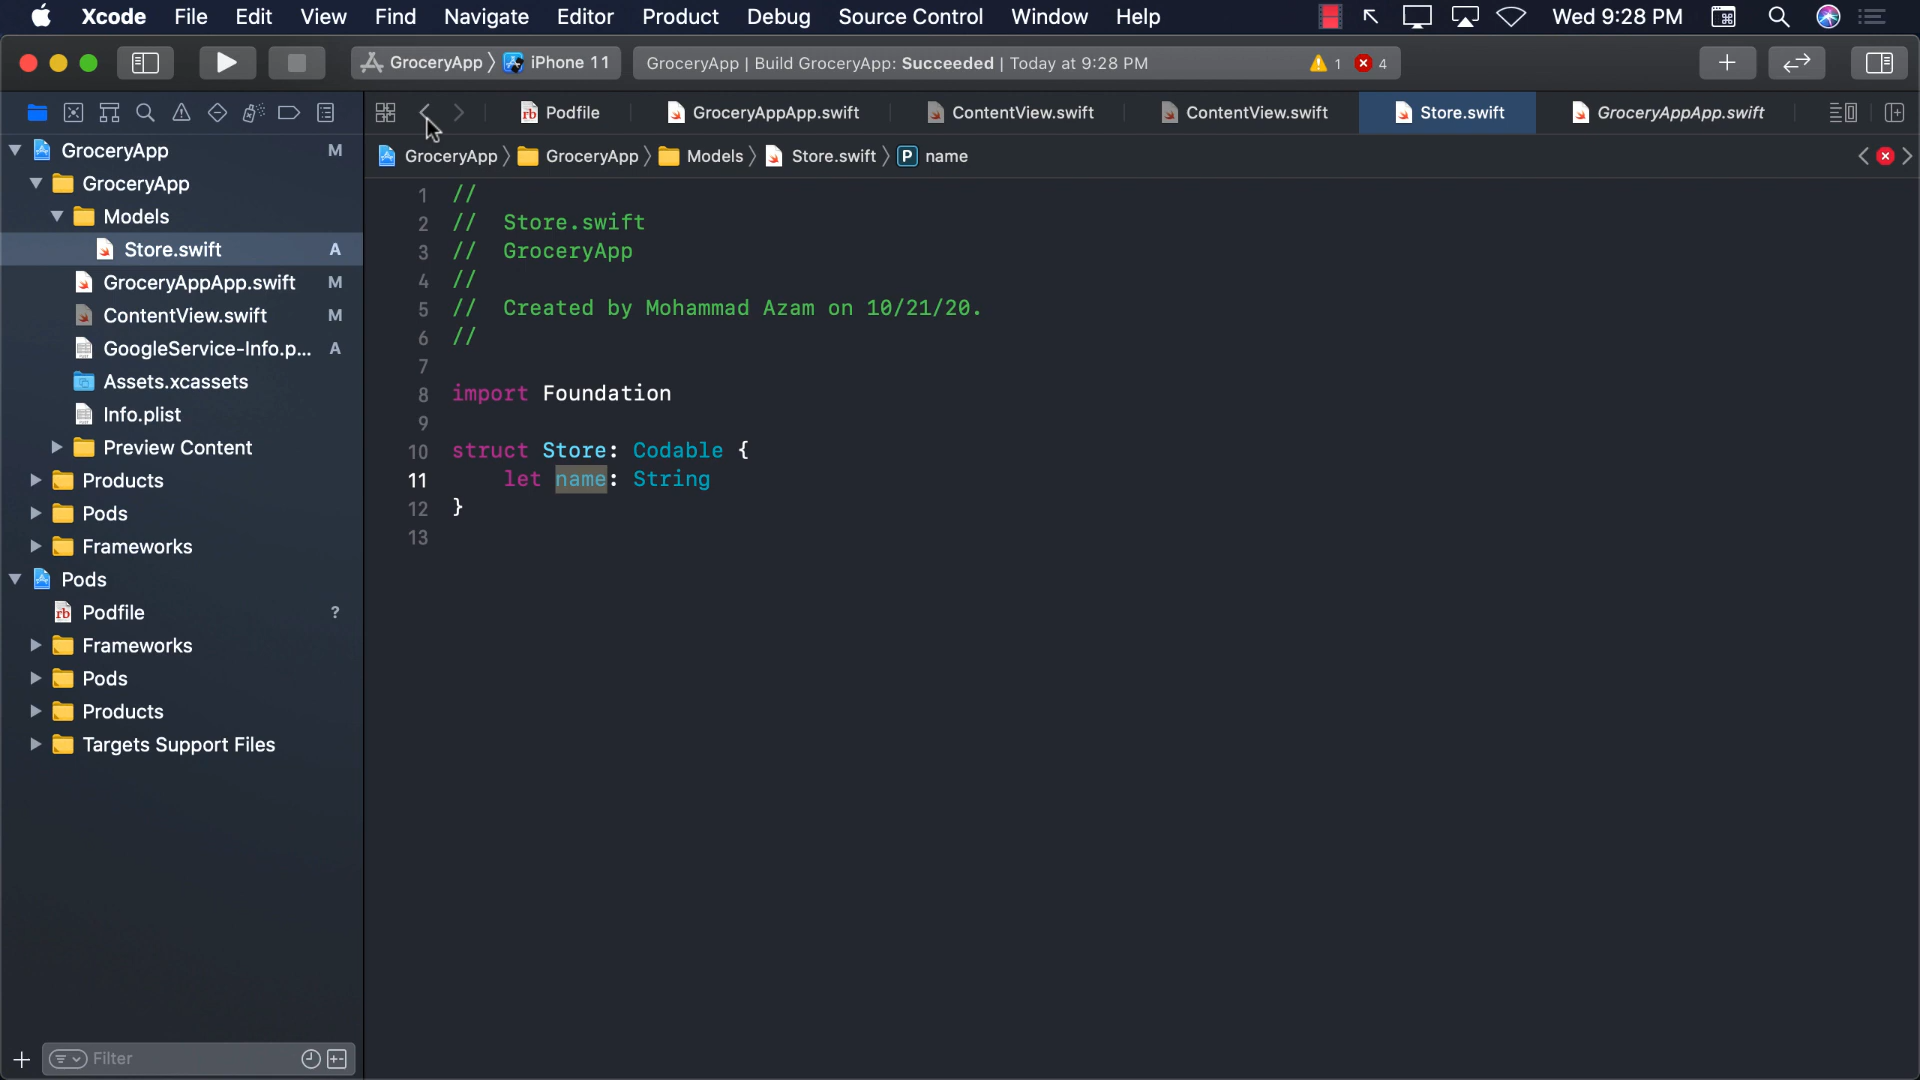 Xcode File Edit View Find Navigate Editor Product Debug Source Control Window Help Wed 9:28 PM
GroceryApp iPhone 11 GroceryApp | Build GroceryApp: Succeeded | Today at 9:28 PM 1 4
Podfile GroceryAppApp.swift ContentView.swift ContentView.swift Store.swift GroceryAppApp.swift
GroceryApp GroceryApp Models Store.swift P name
GroceryApp M
GroceryApp
Models
Store.swift A
GroceryAppApp.swift M
ContentView.swift M
GoogleService-Info.p... A
Assets.xcassets
Info.plist
Preview Content
Products
Pods
Frameworks
Pods
rb Podfile ?
Frameworks
Pods
Products
Targets Support Files
Filter
1 //
2 //  Store.swift
3 //  GroceryApp
4 //
5 //  Created by Mohammad Azam on 10/21/20.
6 //
7
8 import Foundation
9
10 struct Store: Codable {
11     let name: String
12 }
13